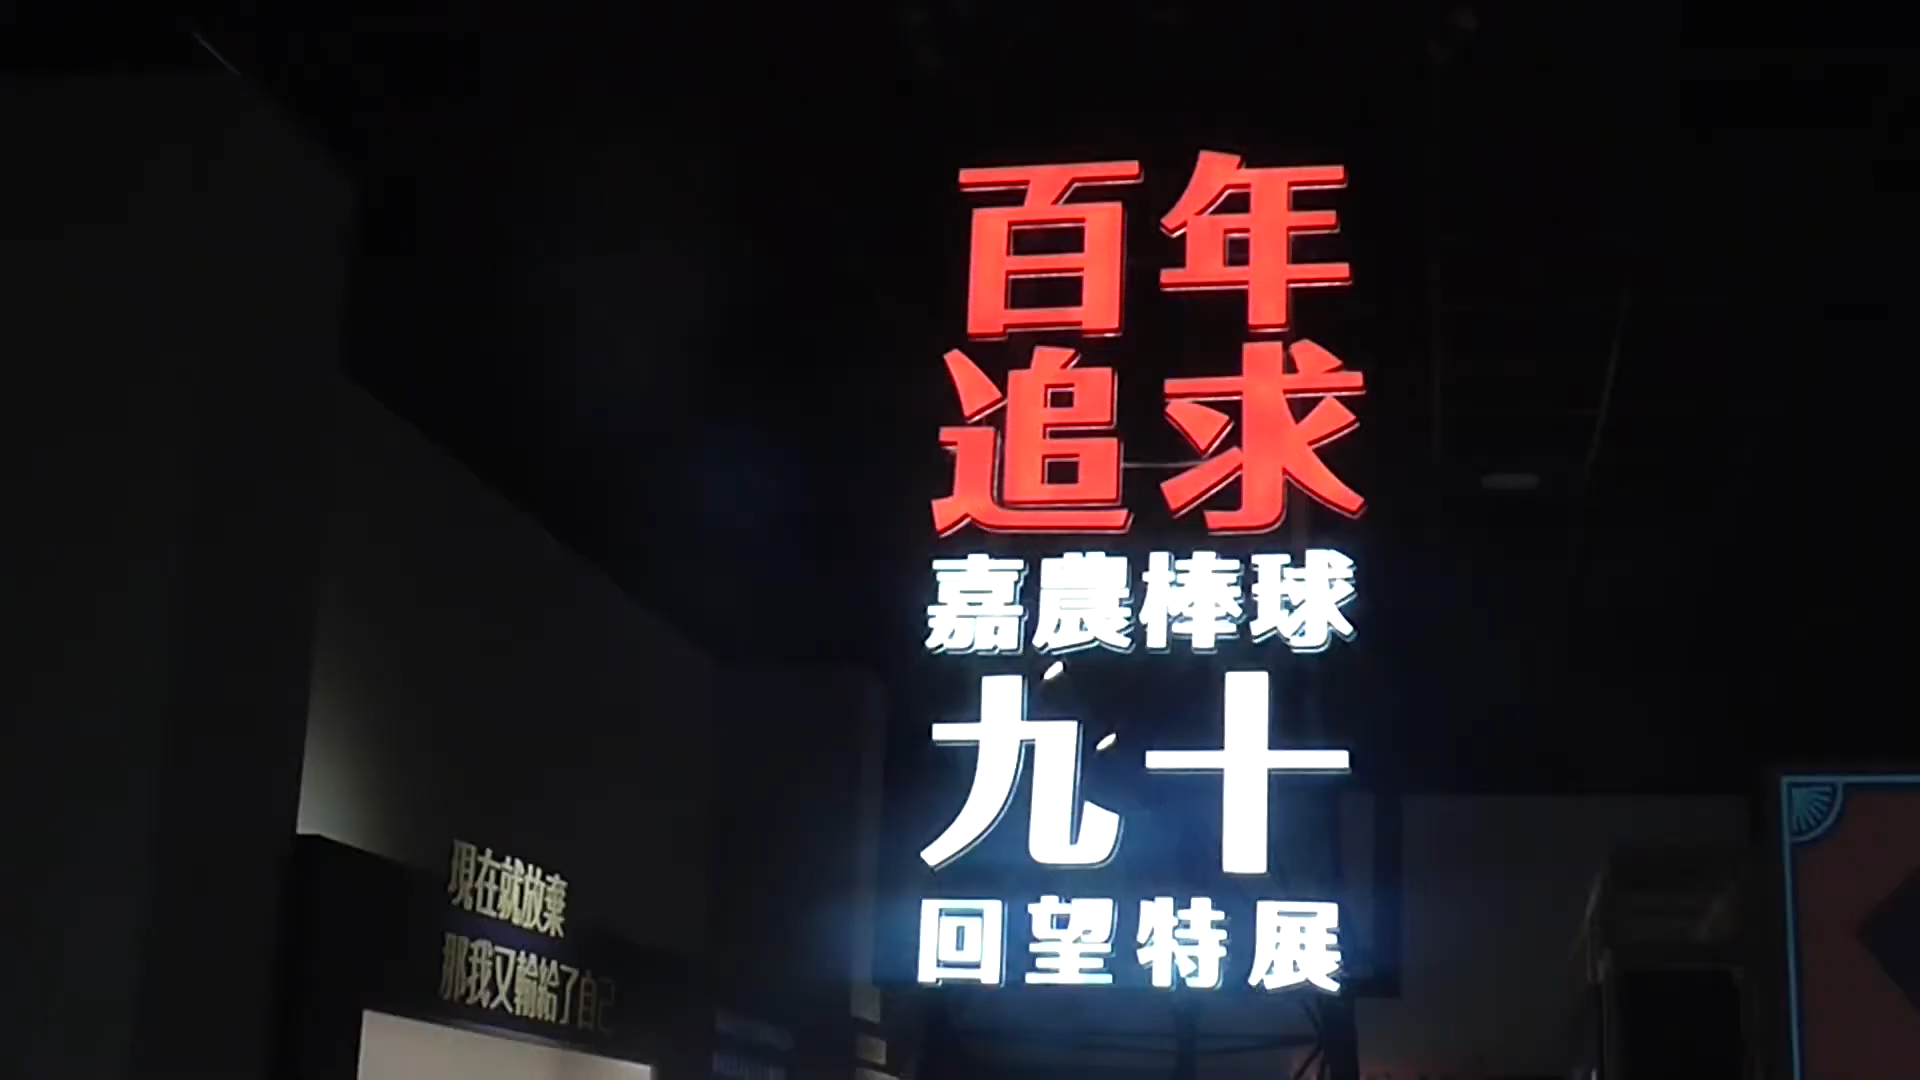 百年
追求
嘉農棒球
九十
回望特展
現在就放棄
那我又輸給了自己